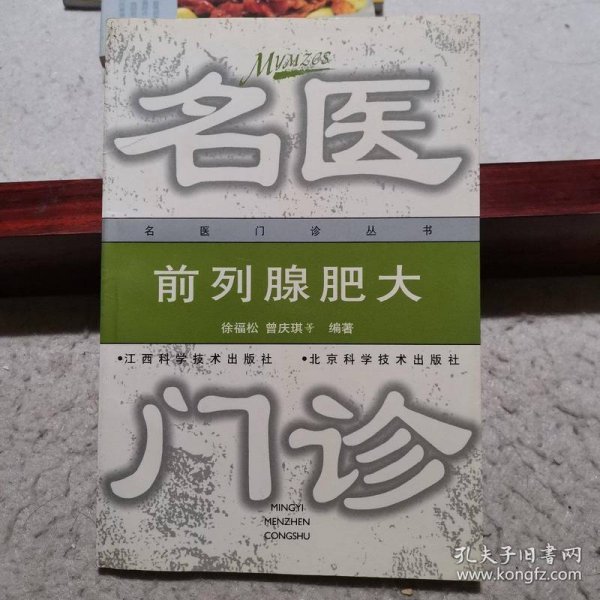 MYMZCS
名医
名医门诊丛书
前列腺肥大
徐福松 曾庆琪等 编著
•江西科学技术出版社 •北京科学技术出版社
门诊
MINGYI
MENZHEN
CONGSHU
孔夫子旧书网
www.kongfz.com